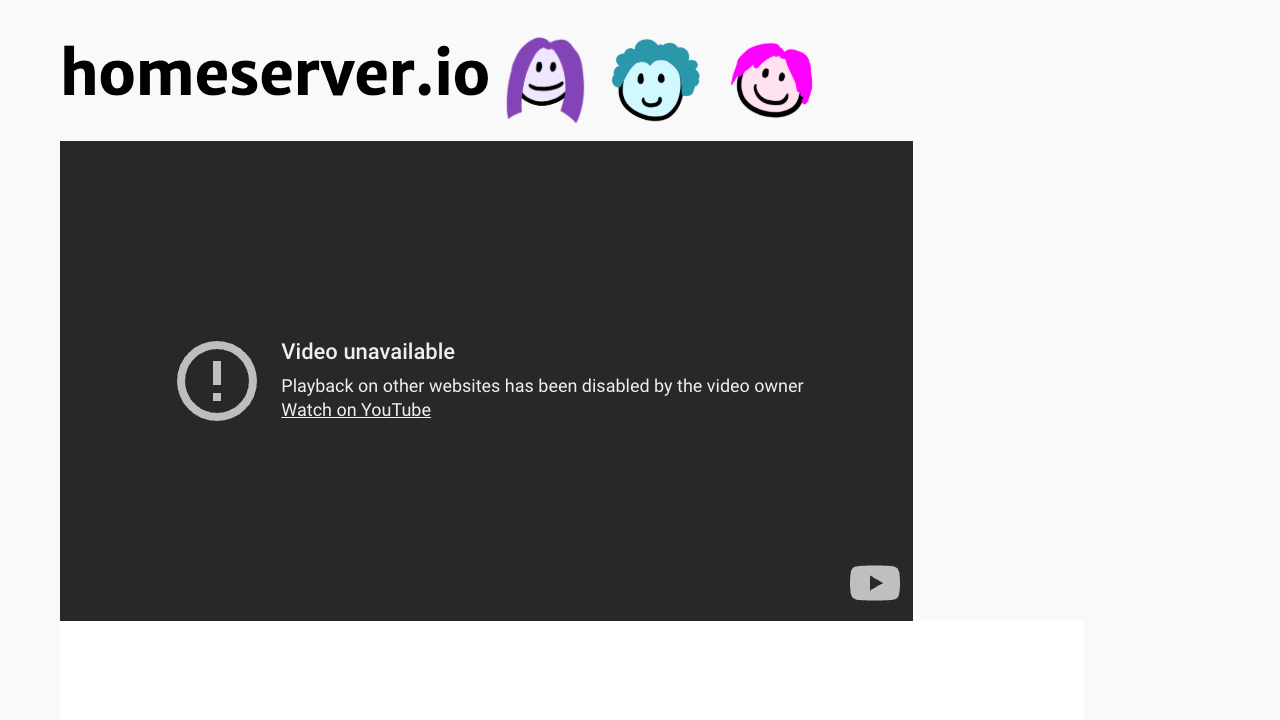 homeserver.io
Video unavailable
Playback on other websites has been disabled by the video owner
Watch on YouTube